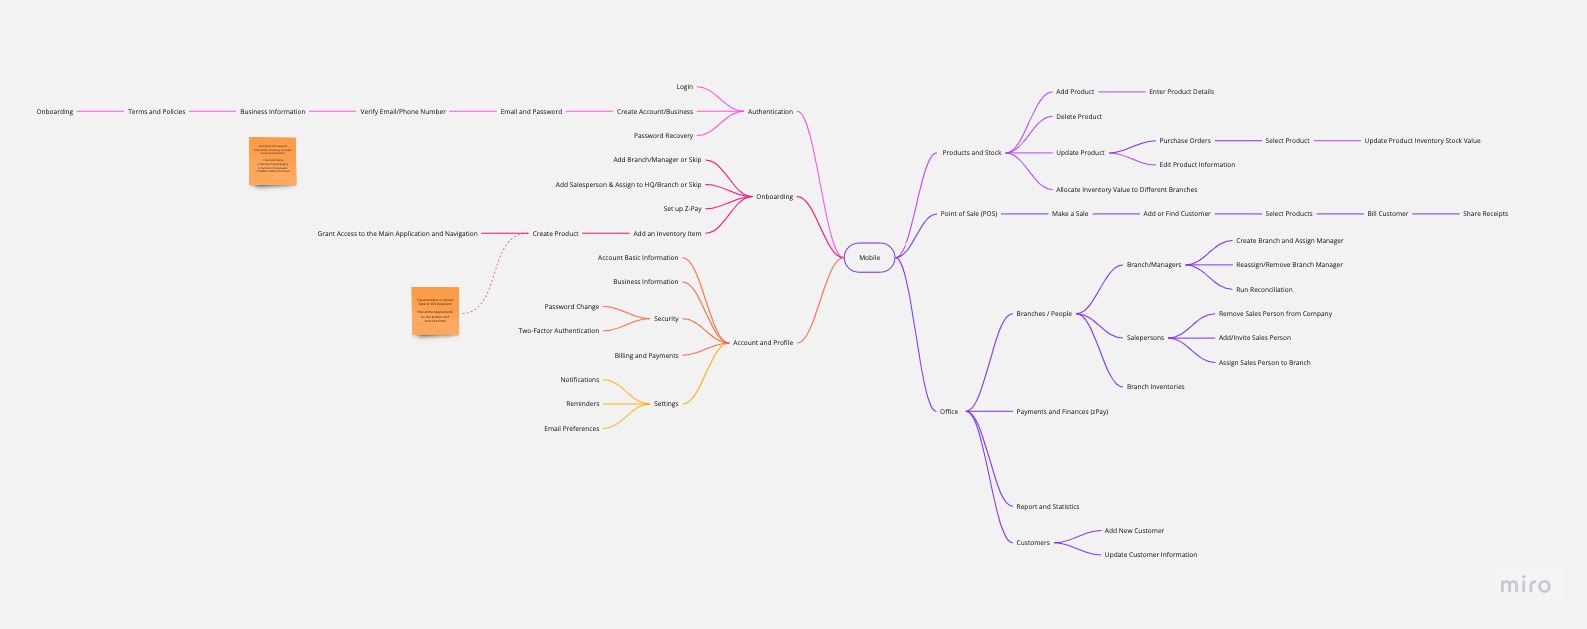 Login
Onboarding
Terms and Policies
Business Information
Verify Email/Phone Number
Email and Password
Create Account/Business
Authentication
Password Recovery
Add Branch/Manager or Skip
Add Salesperson & Assign to HQ/Branch or Skip
Onboarding
Set up Z-Pay
Grant Access to the Main Application and Navigation
Create Product
Add an Inventory Item
Account Basic Information
Business Information
Password Change
Security
Two-Factor Authentication
Account and Profile
Billing and Payments
Notifications
Reminders
Settings
Email Preferences
Mobile
Add Product
Enter Product Details
Delete Product
Products and Stock
Update Product
Purchase Orders
Select Product
Update Product Inventory Stock Value
Edit Product Information
Allocate Inventory Value to Different Branches
Point of Sale (POS)
Make a Sale
Add or Find Customer
Select Products
Bill Customer
Share Receipts
Create Branch and Assign Manager
Branch/Managers
Reassign/Remove Branch Manager
Run Reconciliation
Branches / People
Remove Sales Person from Company
Salepersons
Add/Invite Sales Person
Assign Sales Person to Branch
Branch Inventories
Office
Payments and Finances (zPay)
Report and Statistics
Customers
Add New Customer
Update Customer Information
miro